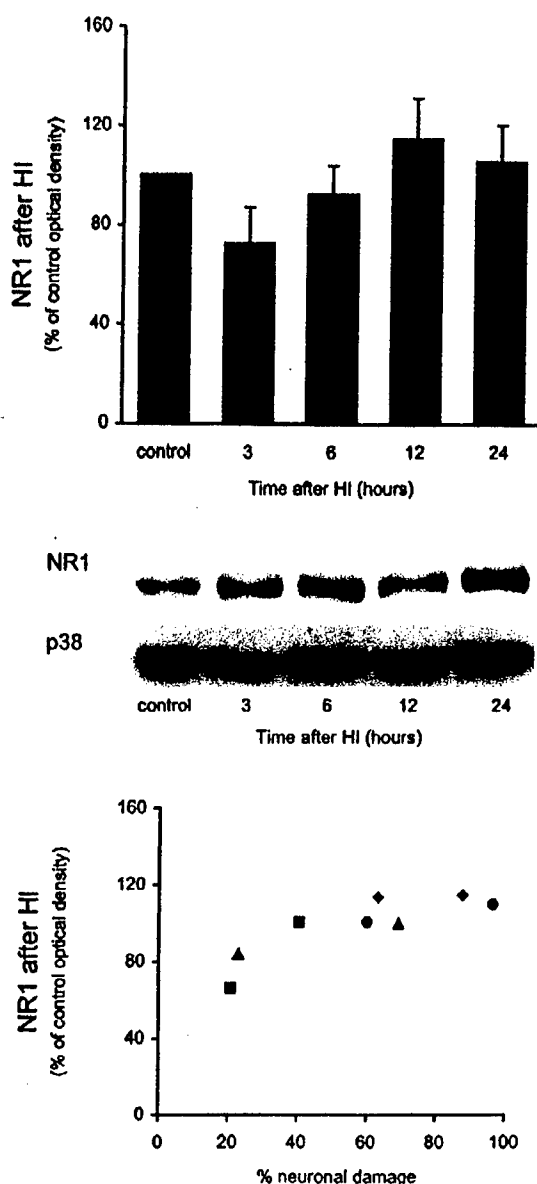 160
120
80
40
0
NR1 after HI
(% of control optical density)
control 3 6 12 24
Time after HI (hours)
NR1
p38
control 3 6 12 24
Time after HI (hours)
160
120
80
40
0
NR1 after HI
(% of control optical density)
0 20 40 60 80 100
% neuronal damage